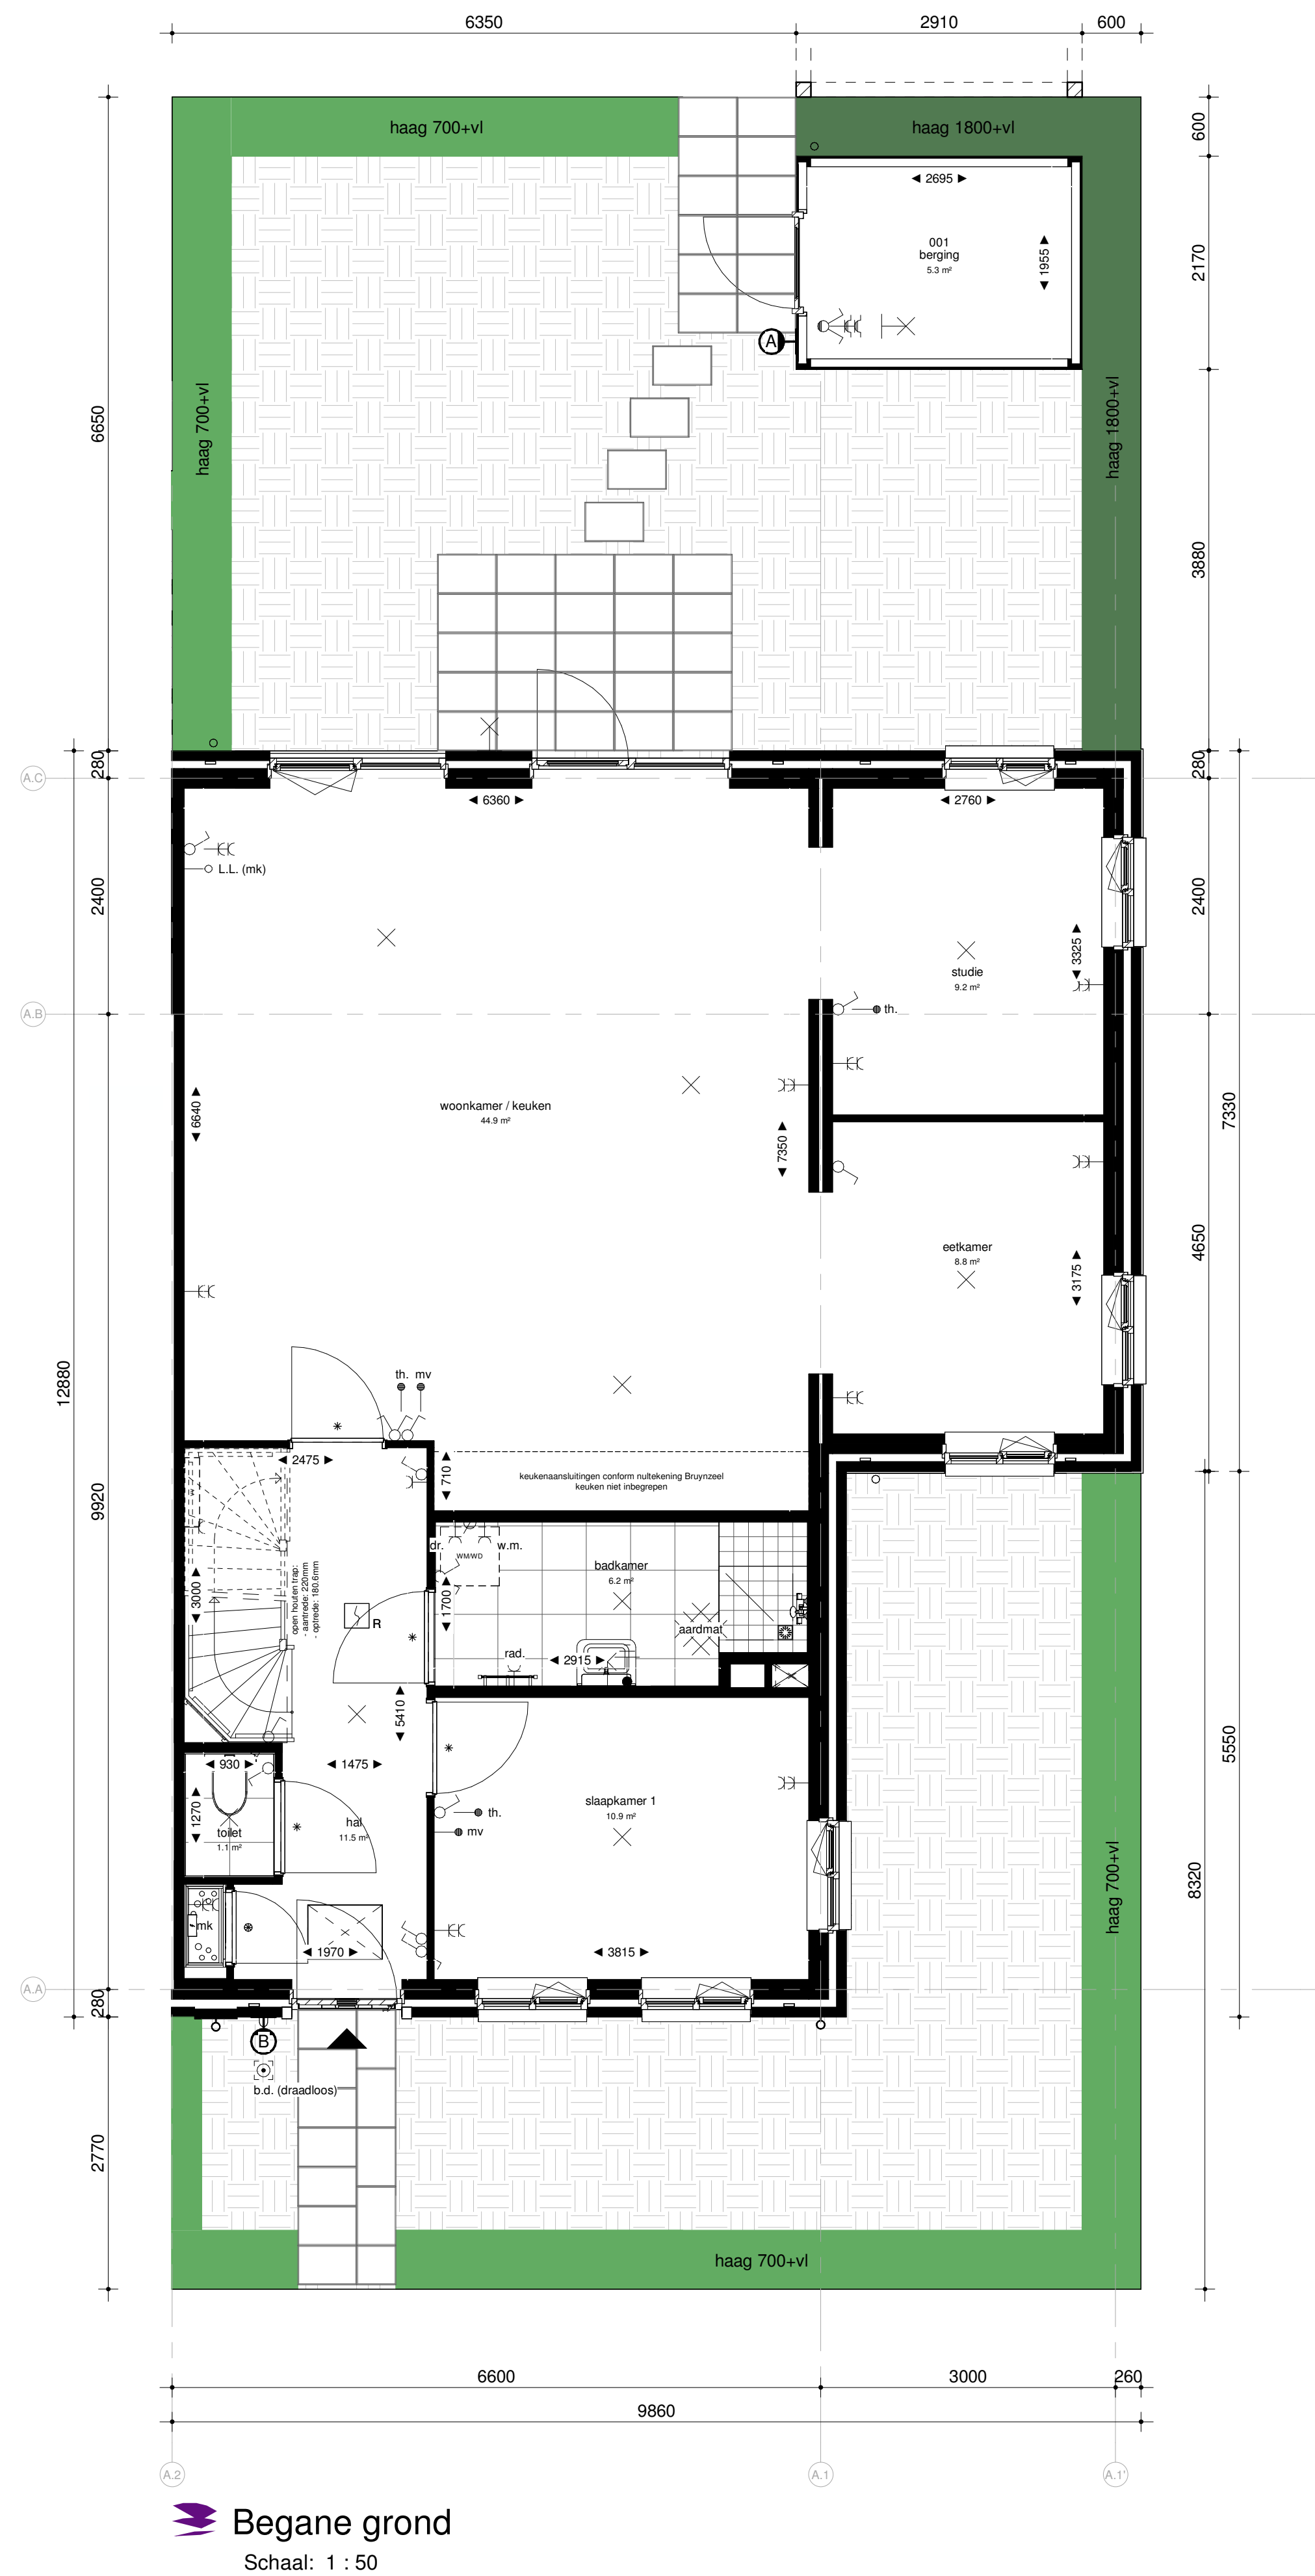 6350 2910 600
haag 700+vl haag 1800+vl
600
2695
001
berging
5.3 m²
1955
2170
A
haag 700+vl
haag 1800+vl
6650
3880
280 280
A.C
6360 2760
L.L. (mk)
2400 2400
3325
studie
9.2 m²
th.
A.B
6640
woonkamer / keuken
44.9 m²
7350
7330
eetkamer
8.8 m²
3175
4650
12880
th. mv
2475
710
keukenaansluitingen conform nultekening Bruynzeel
keuken niet inbegrepen
9920
dr. w.m.
WM/WD
badkamer
6.2 m²
3000
open houten trap:
- aantrede: 220mm
- optrede: 180.6mm
1700
R
aardmat
rad.
2915
5410
930 1475
5550
1270
toilet
1.1 m²
hal
11.5 m²
th.
mv
slaapkamer 1
10.9 m²
haag 700+vl
8320
mk
1970 3815
A.A
280
B
b.d. (draadloos)
2770
haag 700+vl
6600 3000 260
9860
A.2 A.1 A.1'
Begane grond
Schaal: 1 : 50